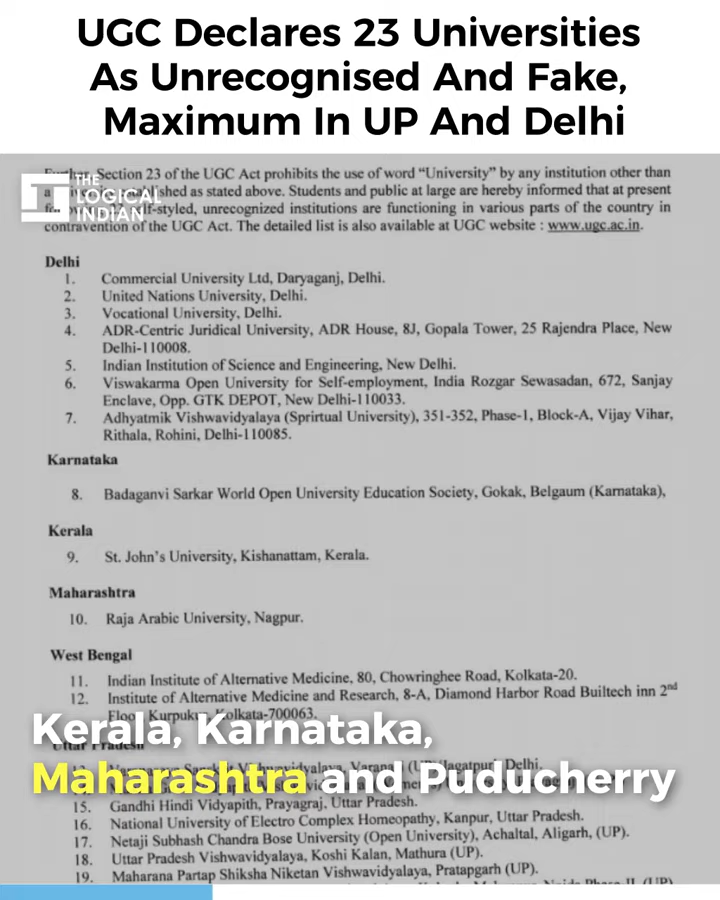 UGC Declares 23 Universities
As Unrecognised And Fake,
Maximum In UP And Delhi
THE
LOGICAL
INDIAN
Section 23 of the UGC Act prohibits the use of word “University” by any institution other than
established as stated above. Students and public at large are hereby informed that at present
self-styled, unrecognized institutions are functioning in various parts of the country in
contravention of the UGC Act. The detailed list is also available at UGC website : www.ugc.ac.in.
Delhi
1. Commercial University Ltd, Daryaganj, Delhi.
2. United Nations University, Delhi.
3. Vocational University, Delhi.
4. ADR-Centric Juridical University, ADR House, 8J, Gopala Tower, 25 Rajendra Place, New
Delhi-110008.
5. Indian Institution of Science and Engineering, New Delhi.
6. Viswakarma Open University for Self-employment, India Rozgar Sewasadan, 672, Sanjay
Enclave, Opp. GTK DEPOT, New Delhi-110033.
7. Adhyatmik Vishwavidyalaya (Sprirtual University), 351-352, Phase-1, Block-A, Vijay Vihar,
Rithala, Rohini, Delhi-110085.
Karnataka
8. Badaganvi Sarkar World Open University Education Society, Gokak, Belgaum (Karnataka),
Kerala
9. St. John’s University, Kishanattam, Kerala.
Maharashtra
10. Raja Arabic University, Nagpur.
West Bengal
11. Indian Institute of Alternative Medicine, 80, Chowringhee Road, Kolkata-20.
12. Institute of Alternative Medicine and Research, 8-A, Diamond Harbor Road Builtech inn 2nd
Kolkata-700063.
Kerala, Karnataka,
Uttar Pradesh
Delhi.
Maharashtra and Puducherry
15. Gandhi Hindi Vidyapith, Prayagraj, Uttar Pradesh.
16. National University of Electro Complex Homeopathy, Kanpur, Uttar Pradesh.
17. Netaji Subhash Chandra Bose University (Open University), Achaltal, Aligarh, (UP).
18. Uttar Pradesh Vishwavidyalaya, Koshi Kalan, Mathura (UP).
19. Maharana Partap Shiksha Niketan Vishwavidyalaya, Pratapgarh (UP).